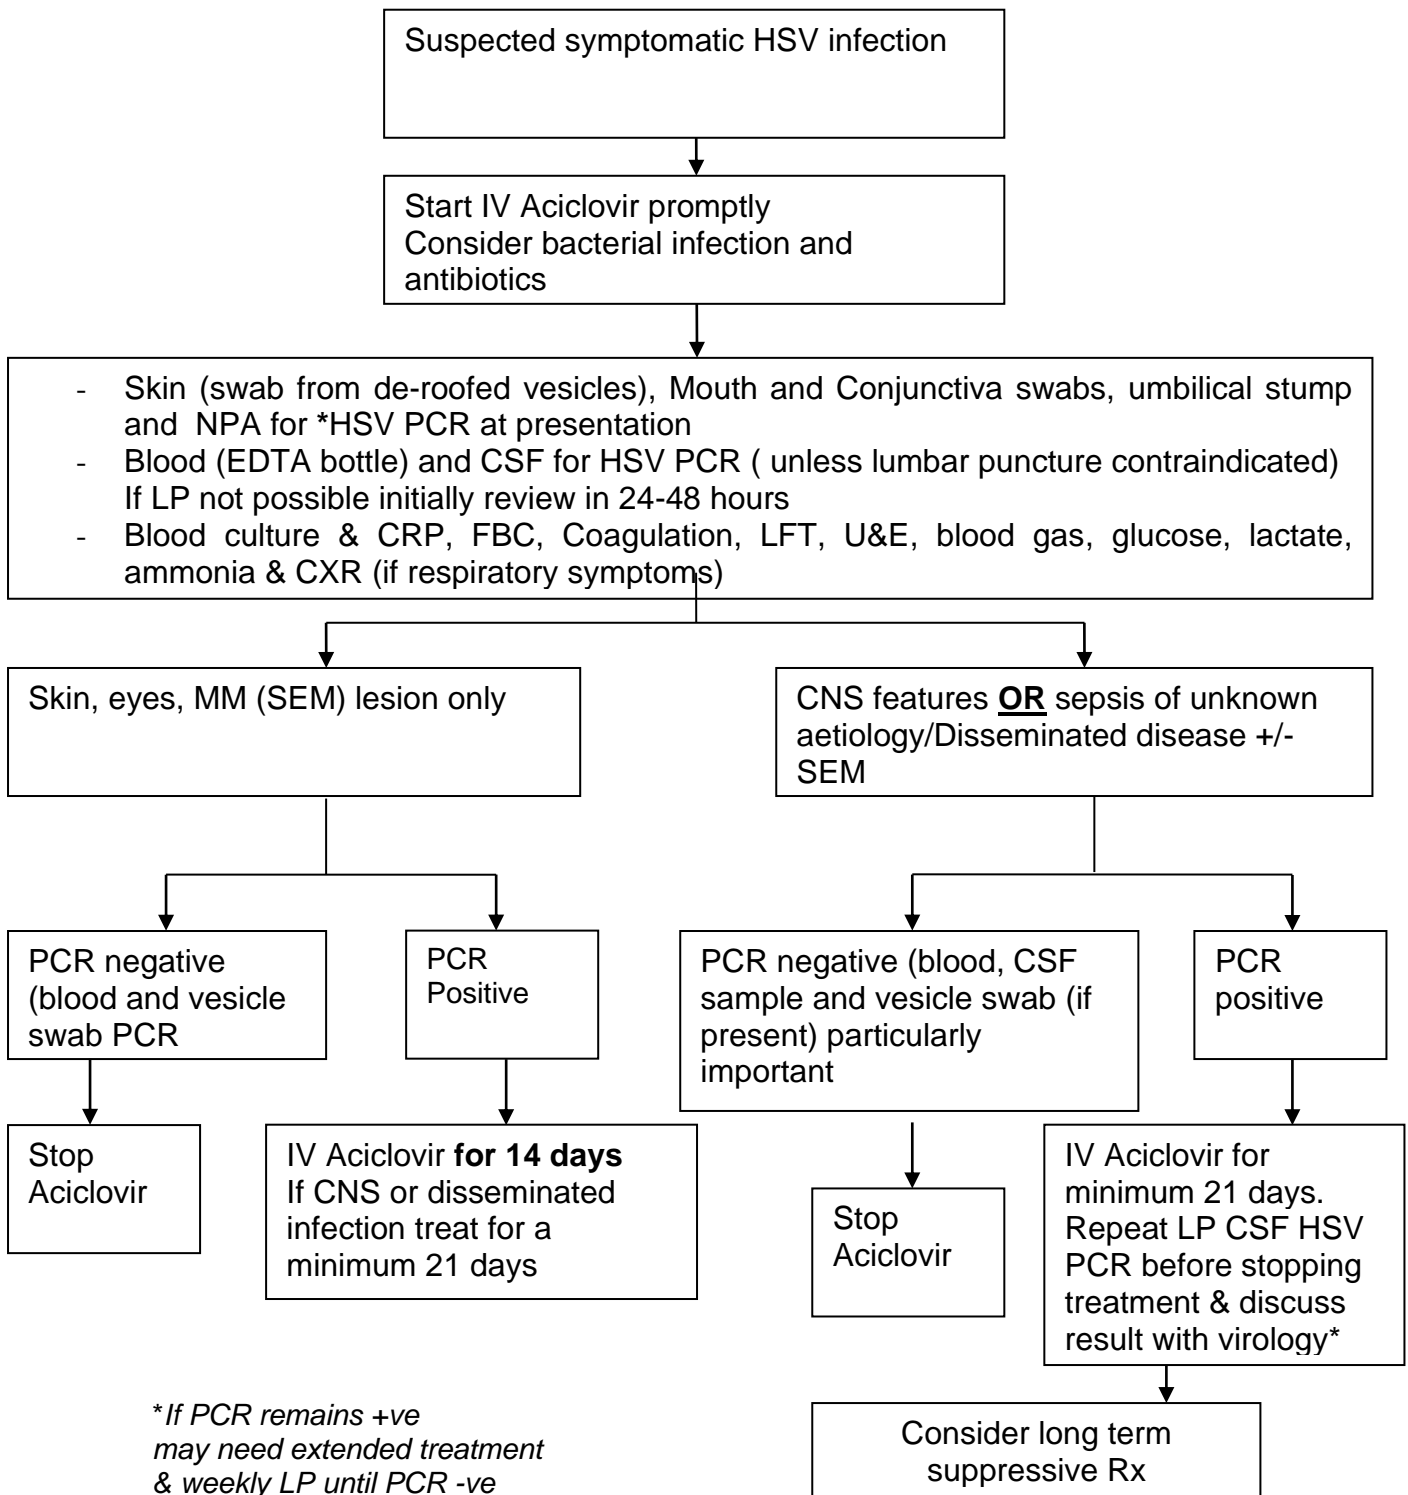 Suspected symptomatic HSV infection
Start IV Aciclovir promptly
Consider bacterial infection and
antibiotics
- Skin (swab from de-roofed vesicles), Mouth and Conjunctiva swabs, umbilical stump
and NPA for *HSV PCR at presentation
- Blood (EDTA bottle) and CSF for HSV PCR ( unless lumbar puncture contraindicated)
If LP not possible initially review in 24-48 hours
- Blood culture & CRP, FBC, Coagulation, LFT, U&E, blood gas, glucose, lactate,
ammonia & CXR (if respiratory symptoms)
Skin, eyes, MM (SEM) lesion only
CNS features OR sepsis of unknown
aetiology/Disseminated disease +/-
SEM
PCR negative
(blood and vesicle
swab PCR
PCR
Positive
PCR negative (blood, CSF
sample and vesicle swab (if
present) particularly
important
PCR
positive
Stop
Aciclovir
IV Aciclovir for 14 days
If CNS or disseminated
infection treat for a
minimum 21 days
Stop
Aciclovir
IV Aciclovir for
minimum 21 days.
Repeat LP CSF HSV
PCR before stopping
treatment & discuss
result with virology*
*If PCR remains +ve
may need extended treatment
& weekly LP until PCR -ve
Consider long term
suppressive Rx